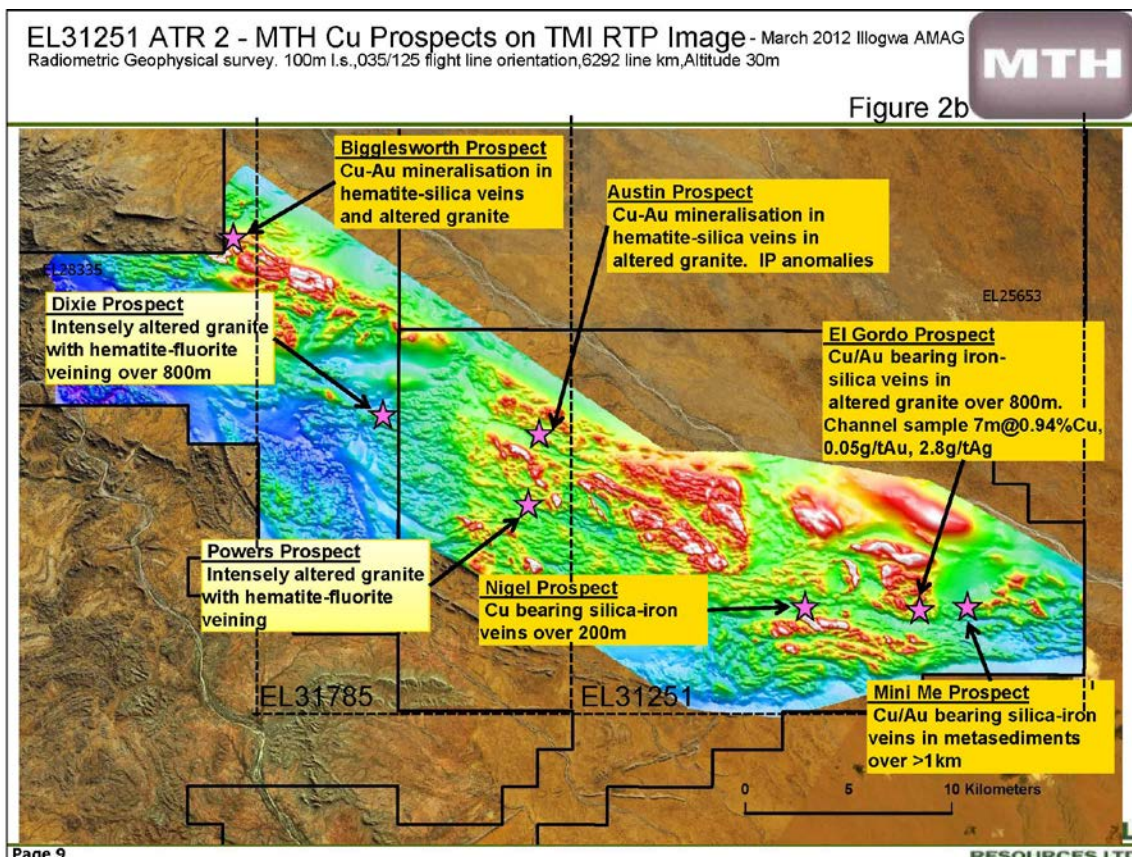 EL31251 ATR 2 - MTH Cu Prospects on TMI RTP Image - March 2012 Illogwa AMAG
Radiometric Geophysical survey. 100m l.s.,035/125 flight line orientation,6292 line km,Altitude 30m
MTH
Figure 2b
Bigglesworth Prospect
Cu-Au mineralisation in
hematite-silica veins
and altered granite
Austin Prospect
Cu-Au mineralisation in
hematite-silica veins in
altered granite. IP anomalies
EL28335
EL25653
Dixie Prospect
Intensely altered granite
with hematite-fluorite
veining over 800m
El Gordo Prospect
Cu/Au bearing iron-
silica veins in
altered granite over 800m.
Channel sample 7m@0.94%Cu,
0.05g/tAu, 2.8g/tAg
Powers Prospect
Intensely altered granite
with hematite-fluorite
veining
Nigel Prospect
Cu bearing silica-iron
veins over 200m
EL31785
EL31251
Mini Me Prospect
Cu/Au bearing silica-iron
veins in metasediments
over >1km
0 5 10 Kilometers
Page 9
RESOURCES LTD